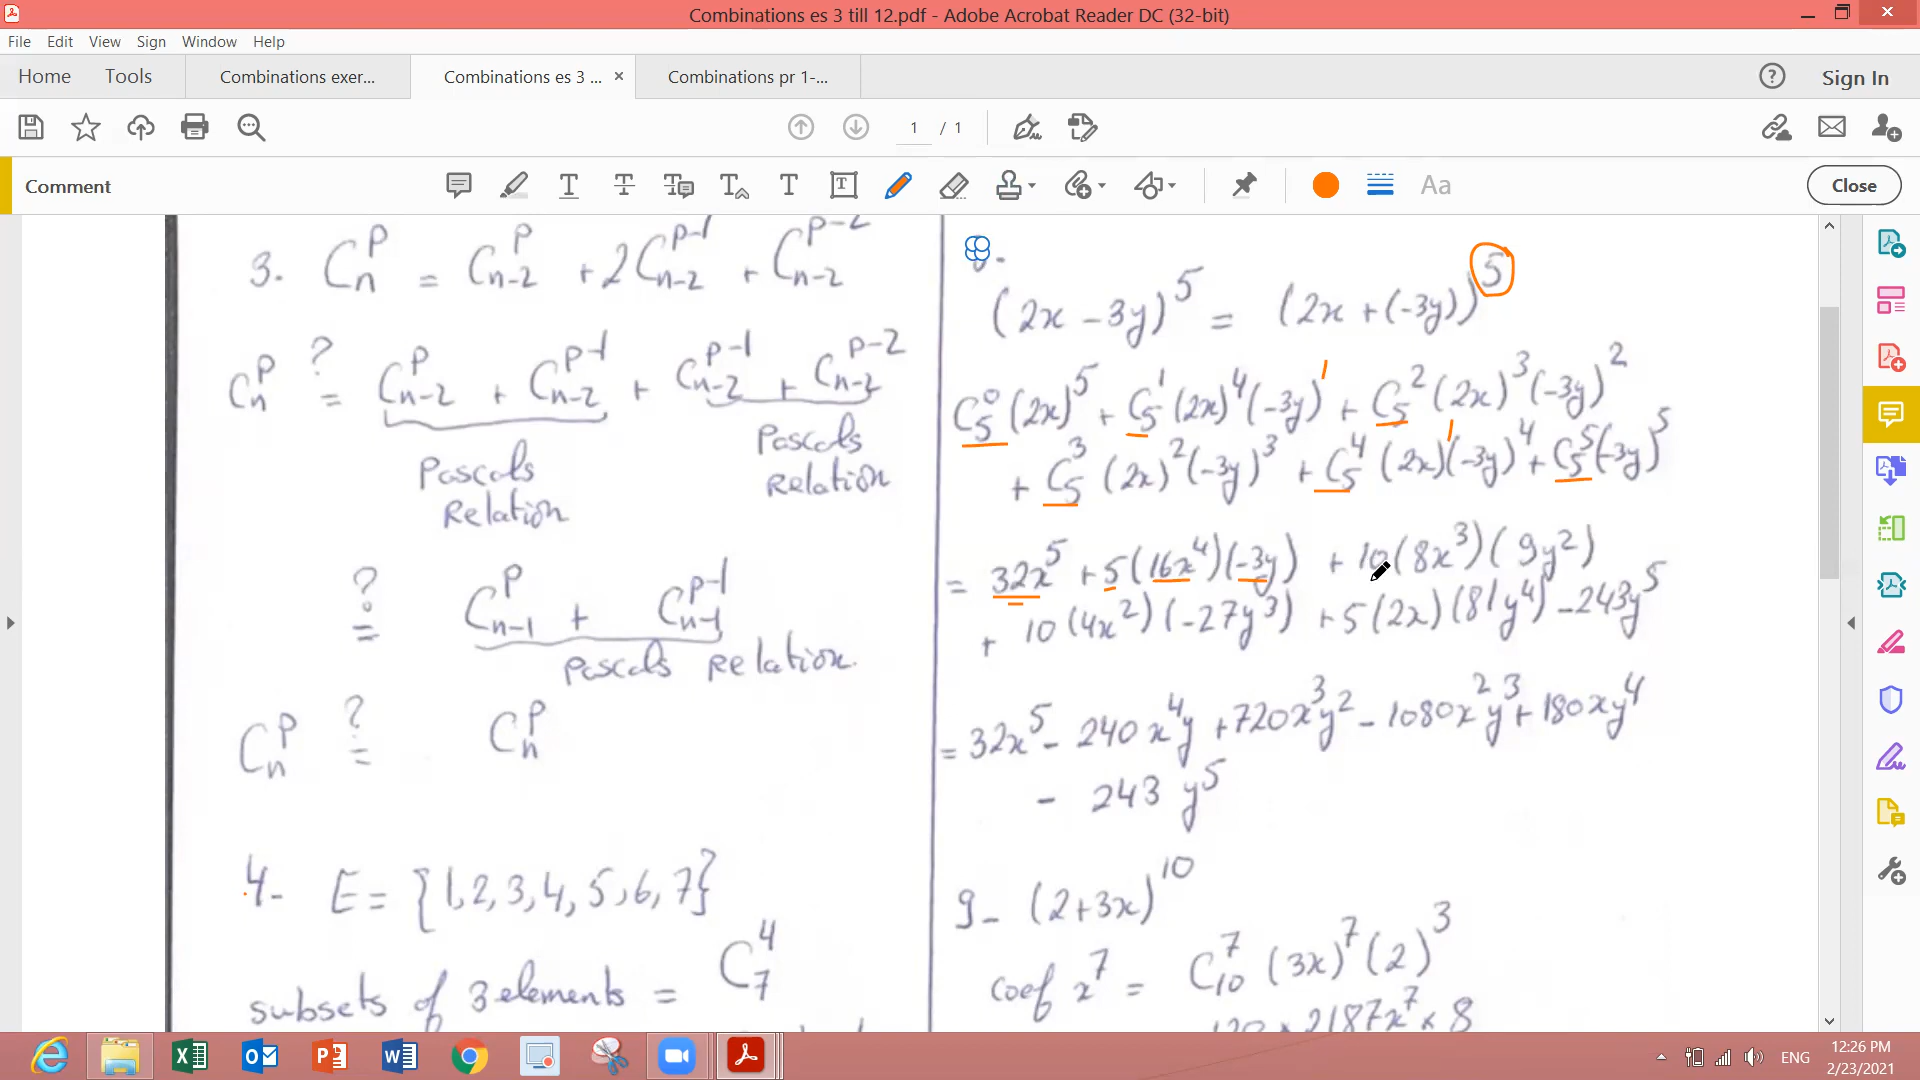 Combinations es 3 till 12.pdf - Adobe Acrobat Reader DC (32-bit)
File Edit View Sign Window Help
Home Tools Combinations exer... Combinations es 3 ... × Combinations pr 1-... Sign In
1 / 1
Comment Aa Close
3. C_n^p = C_{n-2}^p + 2C_{n-2}^{p-1} + C_{n-2}^{p-2}
C_n^p ?= C_{n-2}^p + C_{n-2}^{p-1} + C_{n-2}^{p-1} + C_{n-2}^{p-2}
Pascals Relation
Pascals relation
?= C_{n-1}^p + C_{n-1}^{p-1}
Pascals relation.
C_n^p ?= C_n^p
4- E = {1,2,3,4,5,6,7}
subsets of 3 elements = C_7^4
(2x - 3y)^5 = (2x + (-3y))^5
C_5^0 (2x)^5 + C_5^1 (2x)^4 (-3y)^1 + C_5^2 (2x)^3 (-3y)^2
+ C_5^3 (2x)^2 (-3y)^3 + C_5^4 (2x)^1 (-3y)^4 + C_5^5 (-3y)^5
= 32x^5 + 5(16x^4)(-3y) + 10(8x^3)(9y^2)
+ 10(4x^2)(-27y^3) + 5(2x)(81y^4) - 243y^5
= 32x^5 - 240x^4y + 720x^3y^2 - 1080x^2y^3 + 180xy^4
- 243 y^5
9- (2+3x)^10
coef x^7 = C_10^7 (3x)^7 (2)^3
120 × 2187x^7 × 8
ENG
12:26 PM
2/23/2021